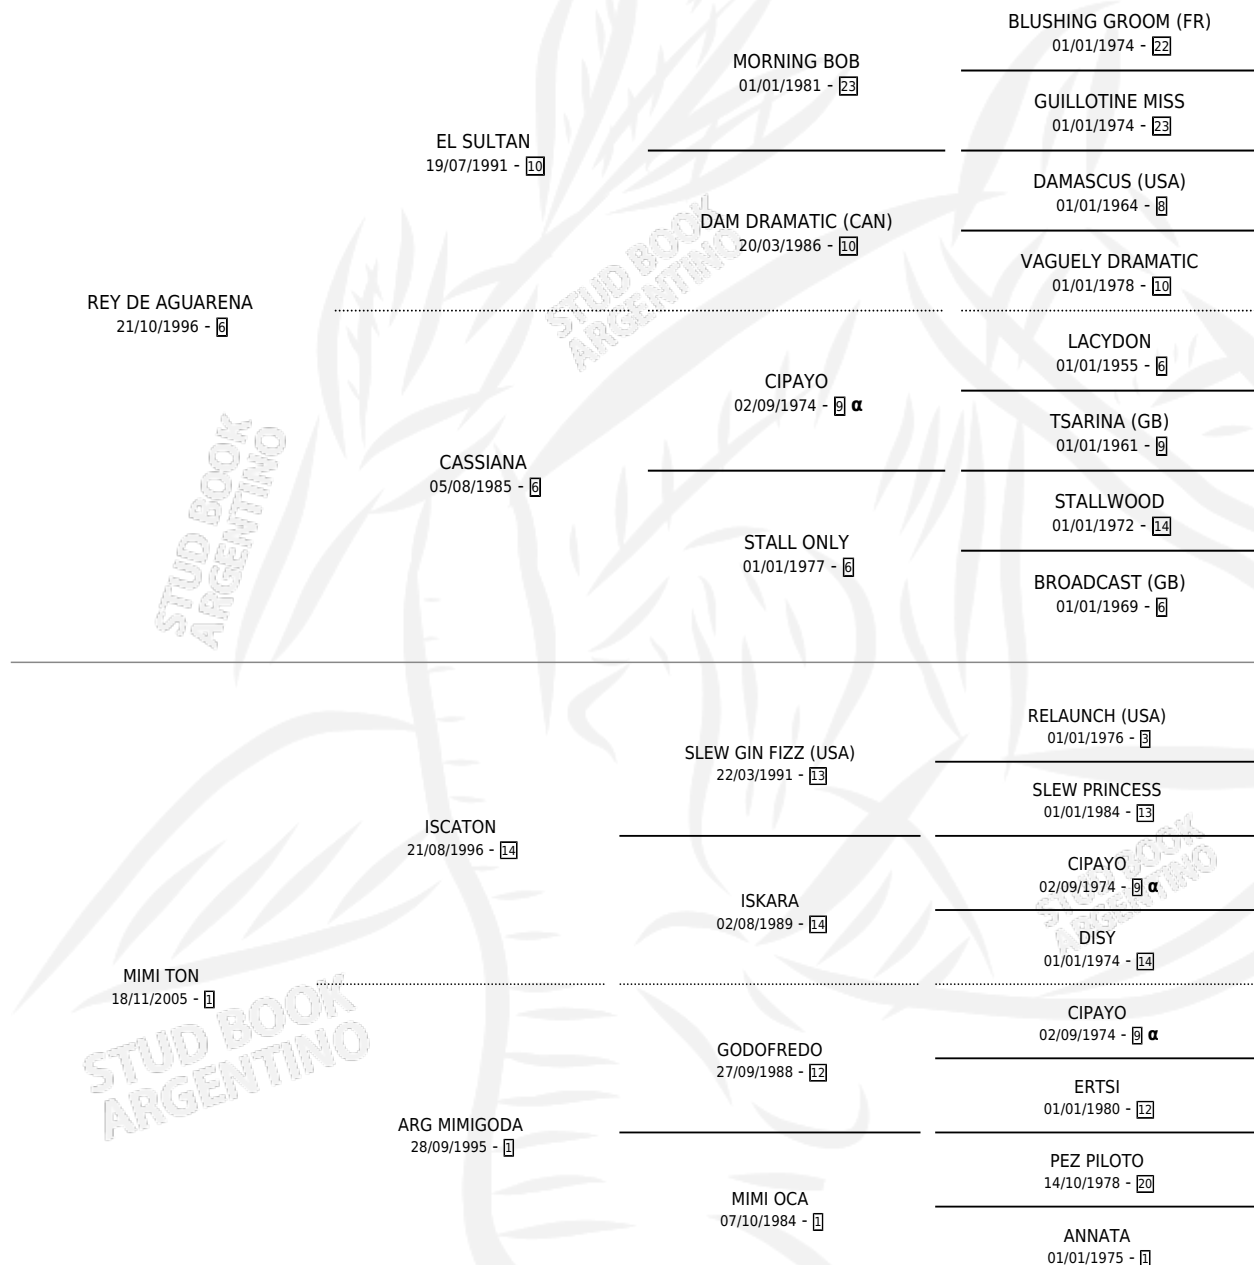 BLUSHING GROOM (FR)
01/01/1974 - 22
MORNING BOB
01/01/1981 - 23
GUILLOTINE MISS
01/01/1974 - 23
EL SULTAN
19/07/1991 - 10
DAMASCUS (USA)
01/01/1964 - 8
DAM DRAMATIC (CAN)
20/03/1986 - 10
VAGUELY DRAMATIC
01/01/1978 - 10
REY DE AGUARENA
21/10/1996 - 6
LACYDON
01/01/1955 - 6
CIPAYO
02/09/1974 - 9 α
TSARINA (GB)
01/01/1961 - 9
CASSIANA
05/08/1985 - 6
STALLWOOD
01/01/1972 - 14
STALL ONLY
01/01/1977 - 6
BROADCAST (GB)
01/01/1969 - 6
RELAUNCH (USA)
01/01/1976 - 3
SLEW GIN FIZZ (USA)
22/03/1991 - 13
SLEW PRINCESS
01/01/1984 - 13
ISCATON
21/08/1996 - 14
CIPAYO
02/09/1974 - 9 α
ISKARA
02/08/1989 - 14
DISY
01/01/1974 - 14
MIMI TON
18/11/2005 - 1
CIPAYO
02/09/1974 - 9 α
GODOFREDO
27/09/1988 - 12
ERTSI
01/01/1980 - 12
ARG MIMIGODA
28/09/1995 - 1
PEZ PILOTO
14/10/1978 - 20
MIMI OCA
07/10/1984 - 1
ANNATA
01/01/1975 - 1
STUD BOOK
ARGENTINO
STUD BOOK
ARGENTINO
STUD BOOK
ARGENTINO
STUD BOOK
ARGENTINO